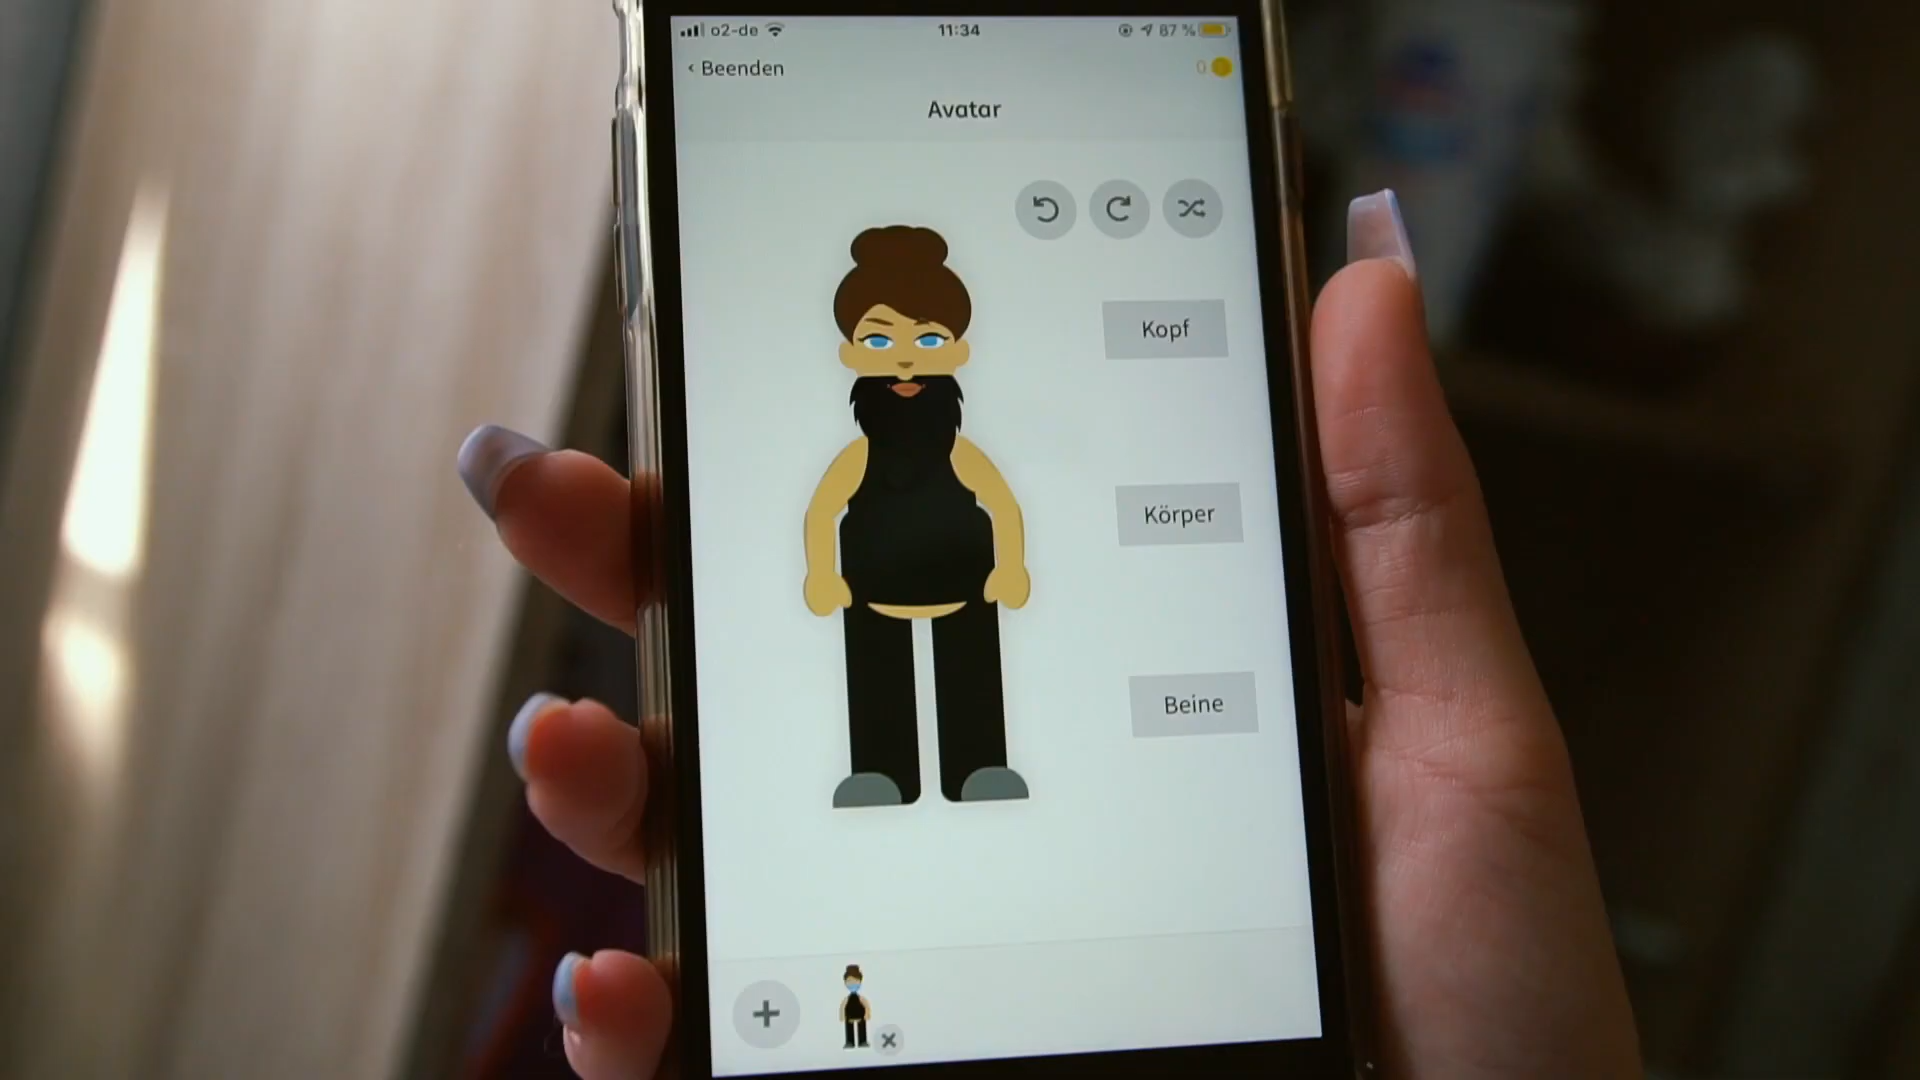 o2-de 11:34 87 %
‹ Beenden 0
Avatar
Kopf
Körper
Beine